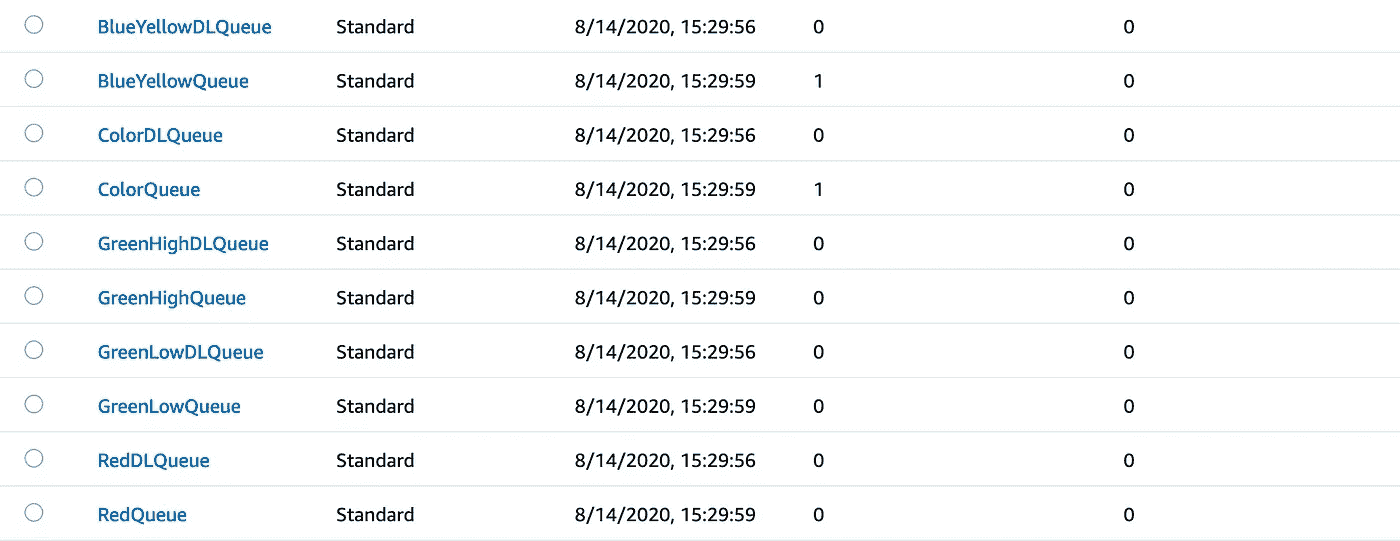 BlueYellowDLQueue Standard 8/14/2020, 15:29:56 0 0
BlueYellowQueue Standard 8/14/2020, 15:29:59 1 0
ColorDLQueue Standard 8/14/2020, 15:29:56 0 0
ColorQueue Standard 8/14/2020, 15:29:59 1 0
GreenHighDLQueue Standard 8/14/2020, 15:29:56 0 0
GreenHighQueue Standard 8/14/2020, 15:29:59 0 0
GreenLowDLQueue Standard 8/14/2020, 15:29:56 0 0
GreenLowQueue Standard 8/14/2020, 15:29:59 0 0
RedDLQueue Standard 8/14/2020, 15:29:56 0 0
RedQueue Standard 8/14/2020, 15:29:59 0 0